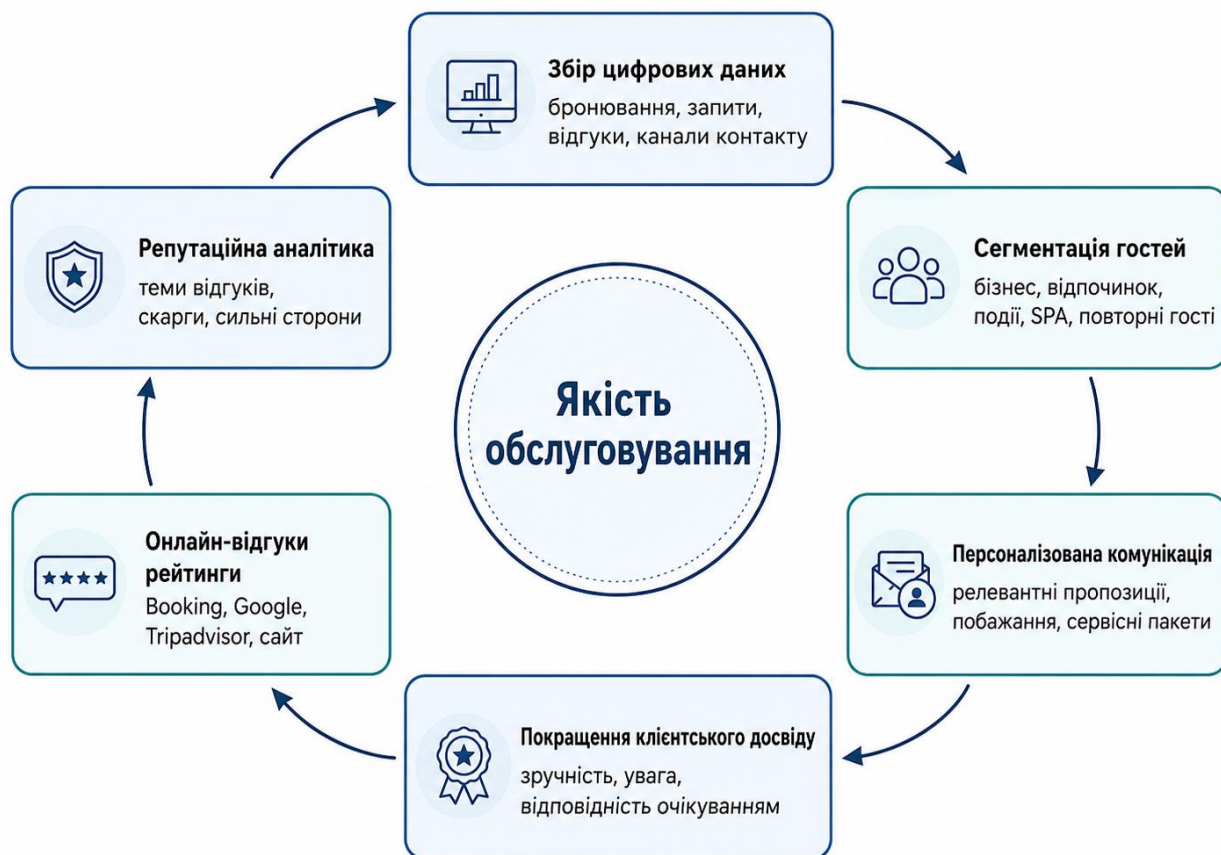 Збір цифрових даних
бронювання, запити,
відгуки, канали контакту
Сегментація гостей
бізнес, відпочинок,
події, SPA, повторні гості
Персоналізована комунікація
релевантні пропозиції,
побажання, сервісні пакети
Покращення клієнтського досвіду
зручність, увага,
відповідність очікуванням
Онлайн-відгуки
рейтинги
Booking, Google,
Tripadvisor, сайт
Репутаційна аналітика
теми відгуків,
скарги, сильні сторони
Якість
обслуговування